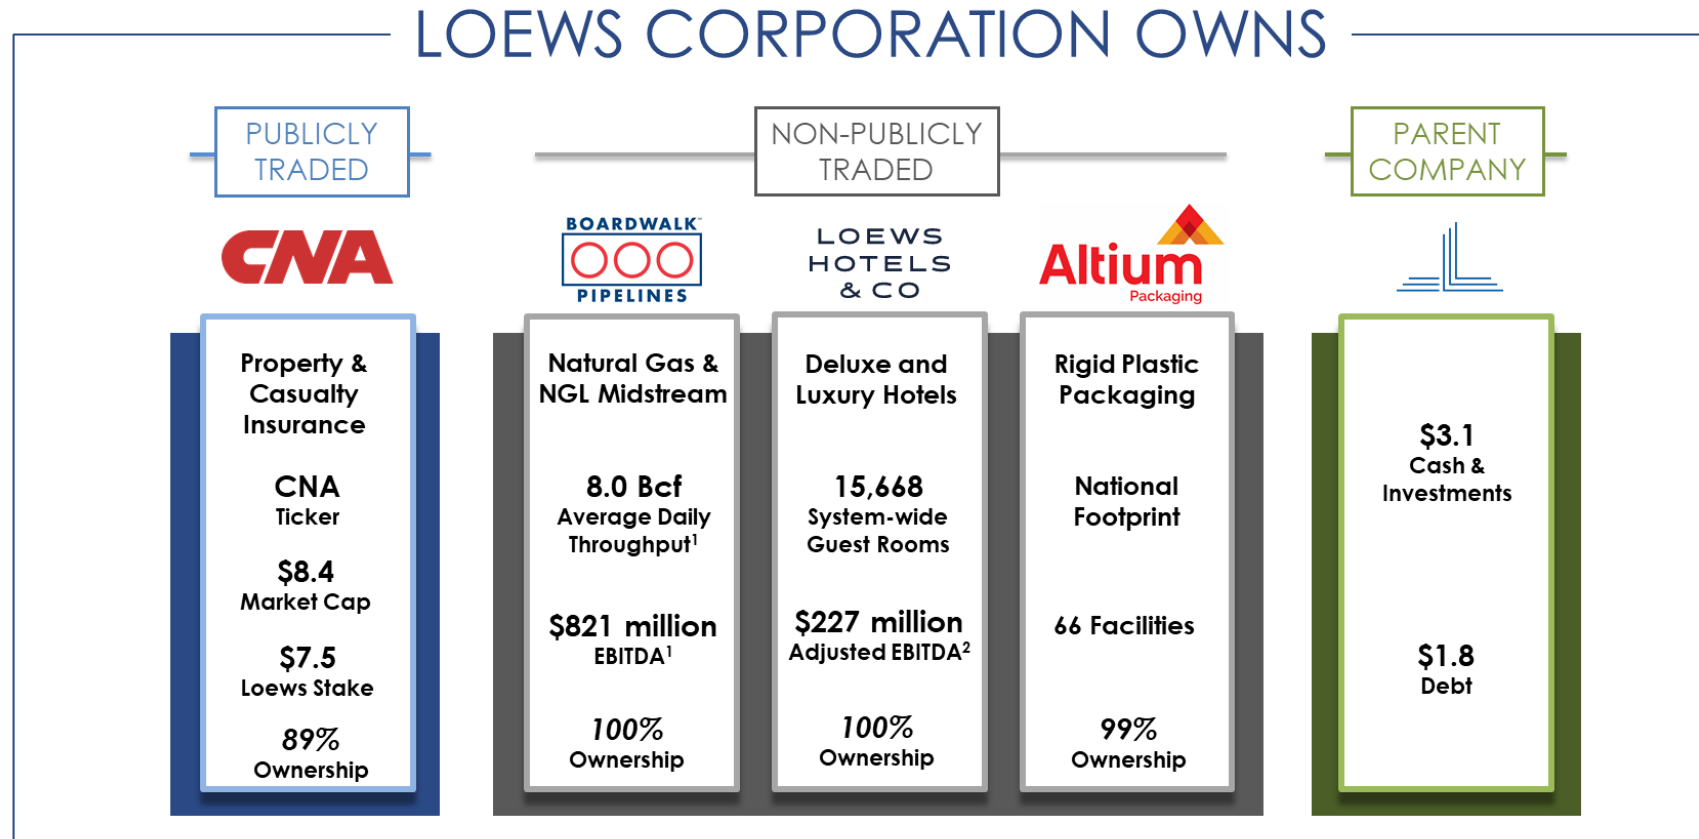 LOEWS CORPORATION OWNS
PUBLICLY
TRADED
CNA
Property &
Casualty
Insurance
CNA
Ticker
$8.4
Market Cap
$7.5
Loews Stake
89%
Ownership
NON-PUBLICLY
TRADED
BOARDWALK™
PIPELINES
Natural Gas &
NGL Midstream
8.0 Bcf
Average Daily
Throughput¹
$821 million
EBITDA¹
100%
Ownership
LOEWS
HOTELS
& CO
Deluxe and
Luxury Hotels
15,668
System-wide
Guest Rooms
$227 million
Adjusted EBITDA²
100%
Ownership
Altium
Packaging
Rigid Plastic
Packaging
National
Footprint
66 Facilities
99%
Ownership
PARENT
COMPANY
$3.1
Cash &
Investments
$1.8
Debt